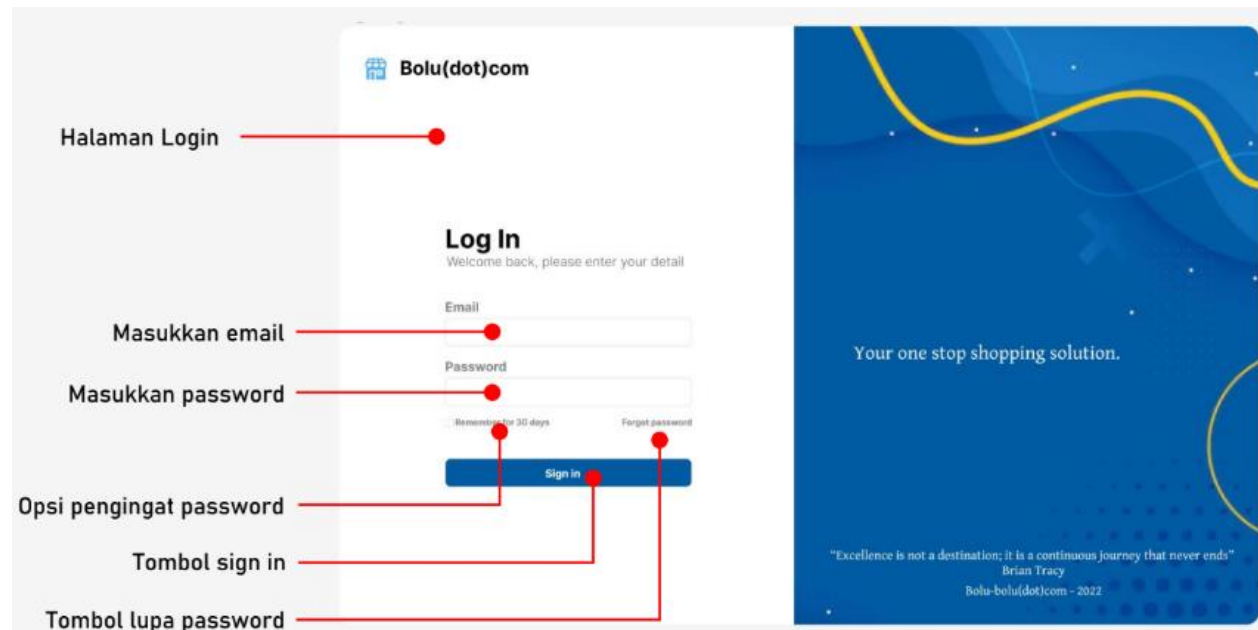 Bolu(dot)com
Halaman Login
Log In
Welcome back, please enter your detail
Email
Masukkan email
Password
Masukkan password
Remember for 30 days
Forgot password
Sign in
Opsi pengingat password
Tombol sign in
Tombol lupa password
Your one stop shopping solution.
"Excellence is not a destination; it is a continuous journey that never ends"
Brian Tracy
Bolu-bolu(dot)com - 2022